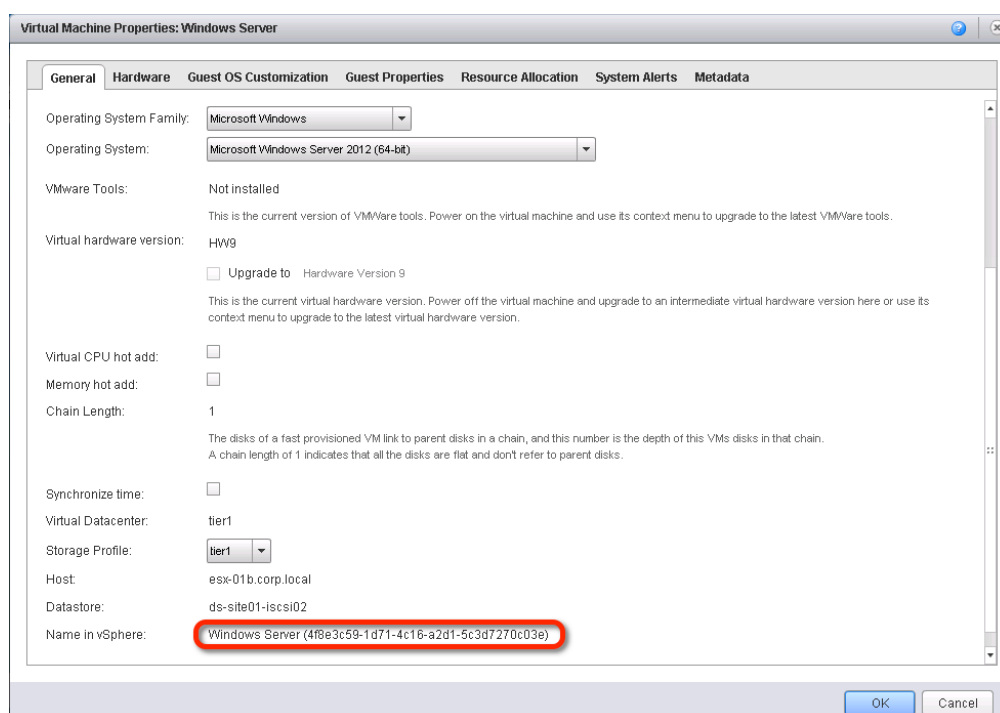 Virtual Machine Properties: Windows Server
General Hardware Guest OS Customization Guest Properties Resource Allocation System Alerts Metadata
Operating System Family: Microsoft Windows
Operating System: Microsoft Windows Server 2012 (64-bit)
VMware Tools: Not installed
This is the current version of VMWare tools. Power on the virtual machine and use its context menu to upgrade to the latest VMWare tools.
Virtual hardware version: HW9
Upgrade to Hardware Version 9
This is the current virtual hardware version. Power off the virtual machine and upgrade to an intermediate virtual hardware version here or use its
context menu to upgrade to the latest virtual hardware version.
Virtual CPU hot add:
Memory hot add:
Chain Length: 1
The disks of a fast provisioned VM link to parent disks in a chain, and this number is the depth of this VMs disks in that chain.
A chain length of 1 indicates that all the disks are flat and don't refer to parent disks.
Synchronize time:
Virtual Datacenter: tier1
Storage Profile: tier1
Host: esx-01b.corp.local
Datastore: ds-site01-iscsi02
Name in vSphere: Windows Server (4f8e3c59-1d71-4c16-a2d1-5c3d7270c03e)
OK Cancel